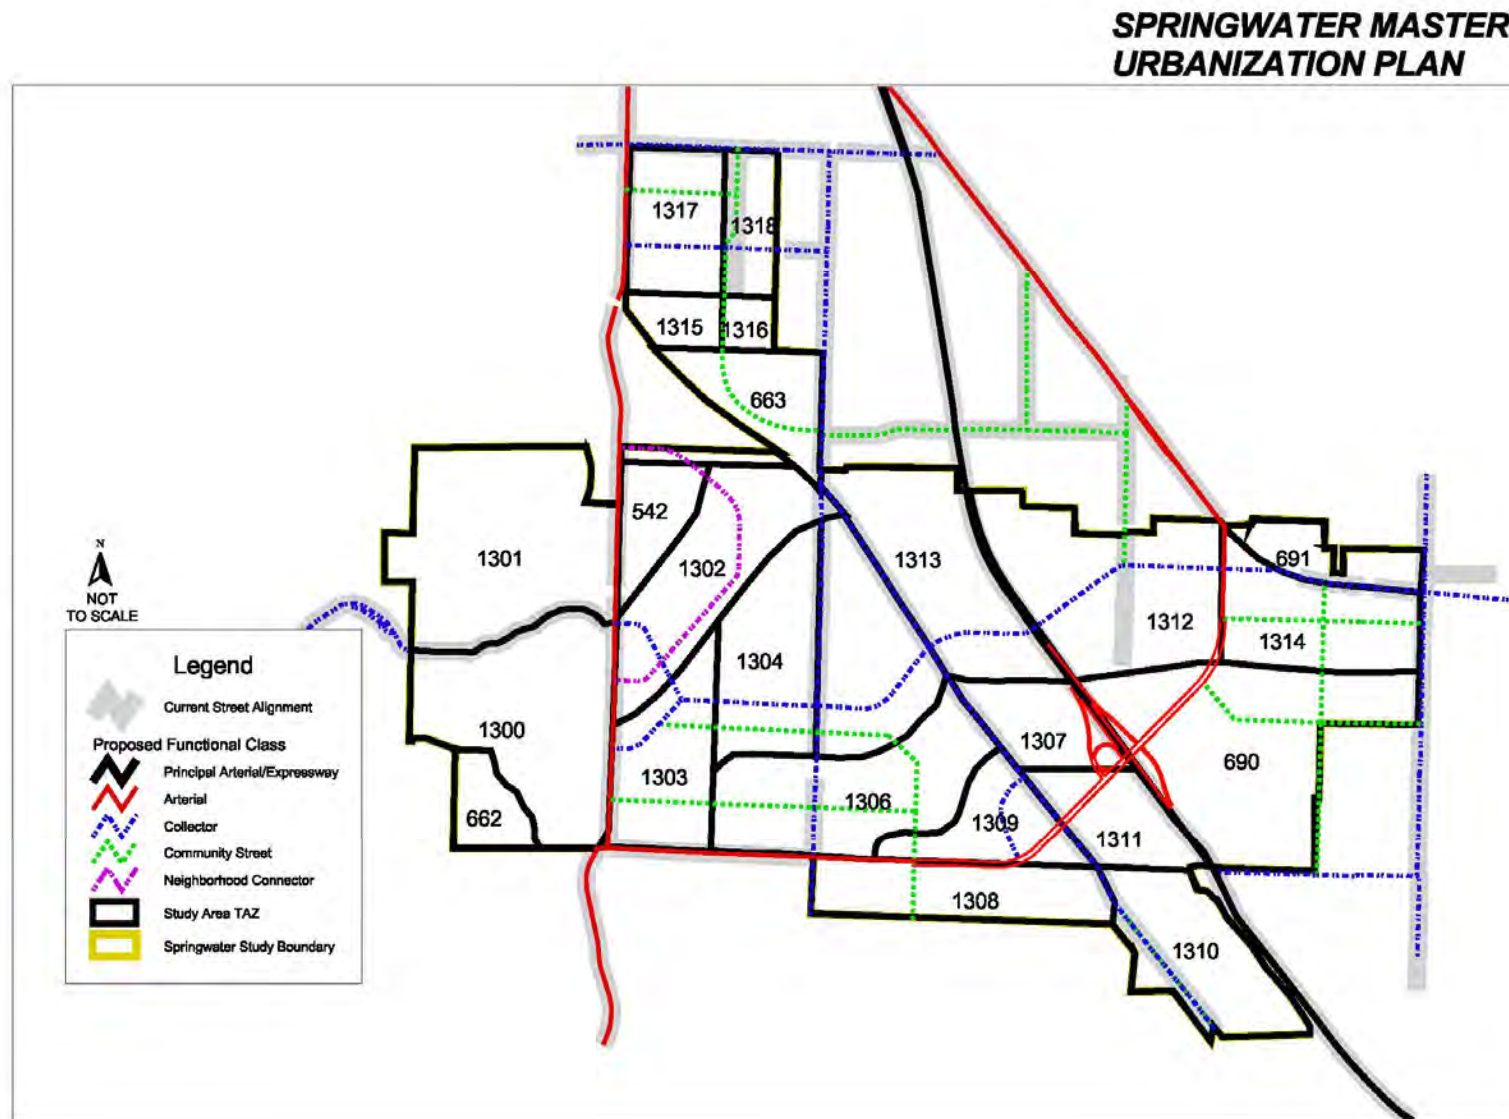 SPRINGWATER MASTER
URBANIZATION PLAN
1317
1318
1315
1316
663
542
1301
1302
1313
691
N
NOT
TO SCALE
1312
1314
1304
Legend
Current Street Alignment
Proposed Functional Class
Principal Arterial/Expressway
Arterial
Collector
Community Street
Neighborhood Connector
Study Area TAZ
Springwater Study Boundary
1300
1307
690
1303
1306
662
1309
1311
1308
1310